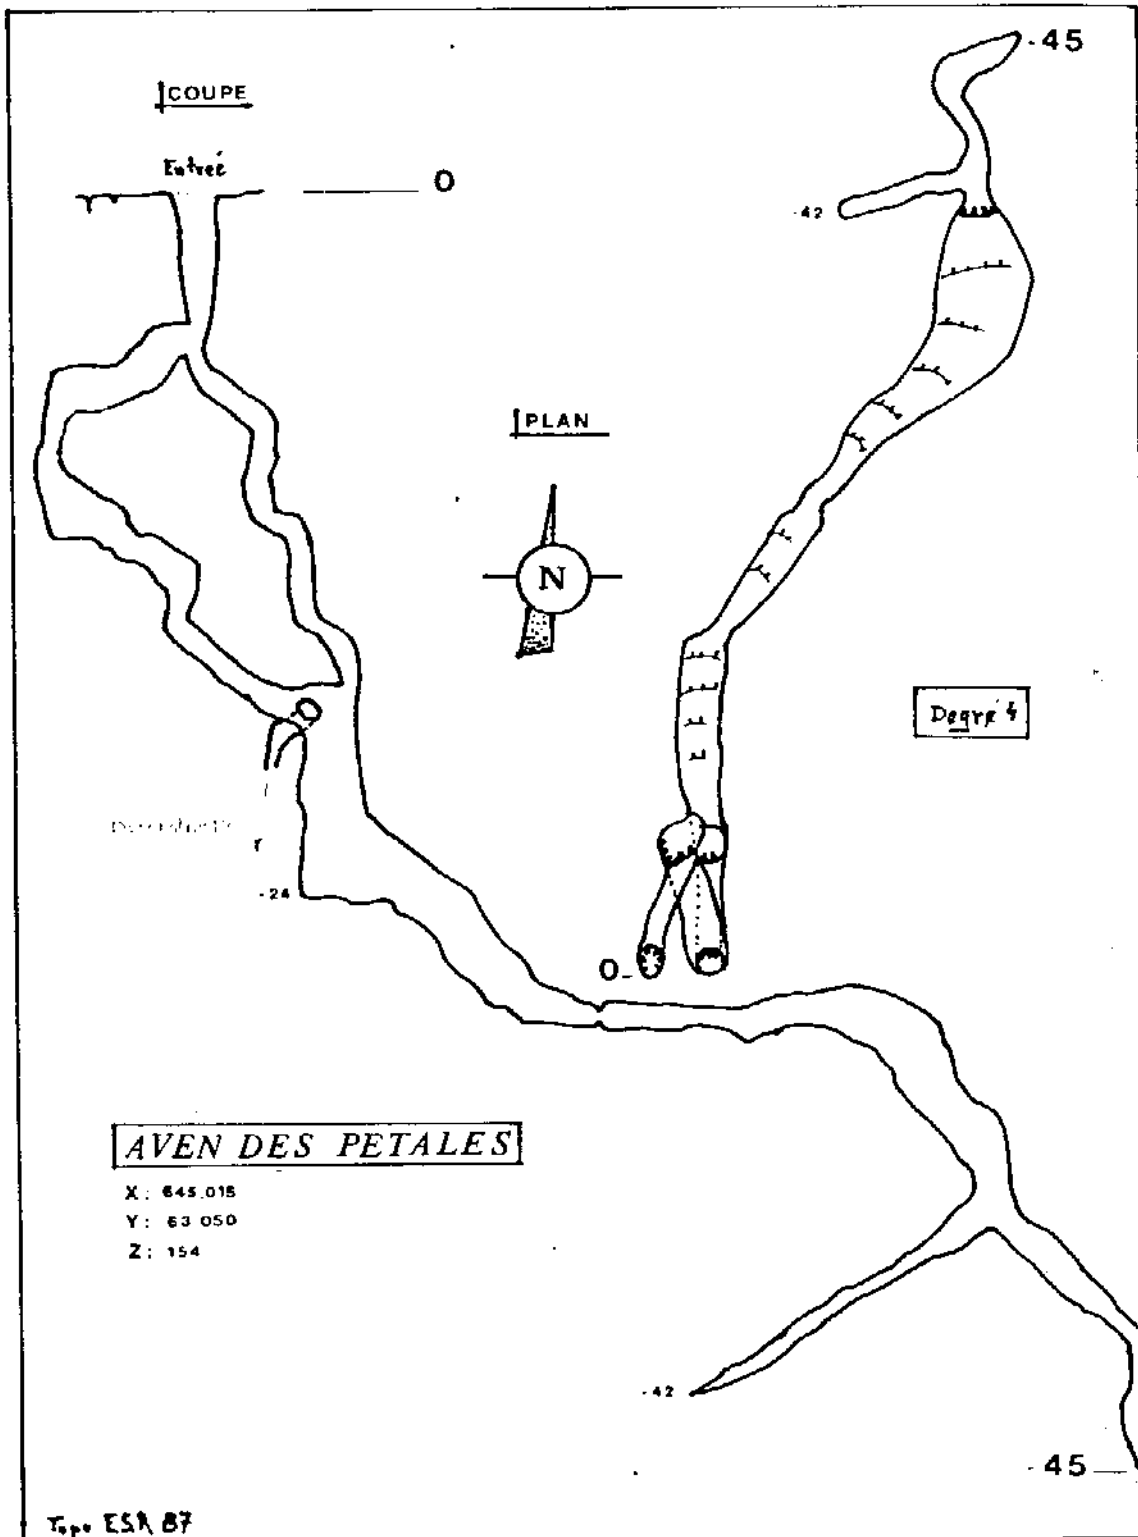 COUPE
Entreé
0
-45
-42
PLAN
N
Degré 4
-24
0-
AVEN DES PETALES
X: 645.015
Y: 63 050
Z: 154
-42
-45
Topo ESR 87